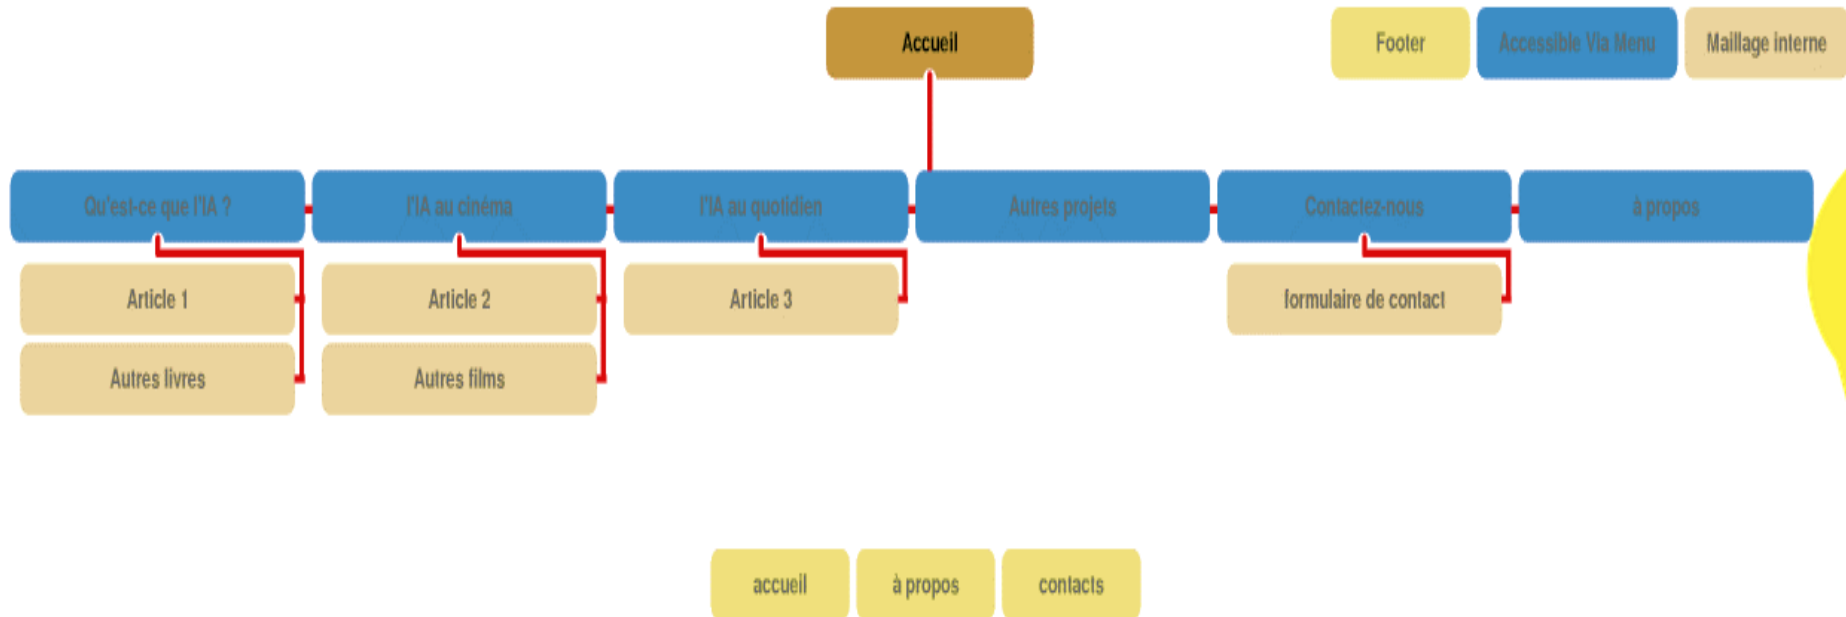 Accueil
Footer
Accessible Via Menu
Maillage interne
Qu'est-ce que l'IA ?
l'IA au cinéma
l'IA au quotidien
Autres projets
Contactez-nous
à propos
Article 1
Article 2
Article 3
formulaire de contact
Autres livres
Autres films
accueil
à propos
contacts